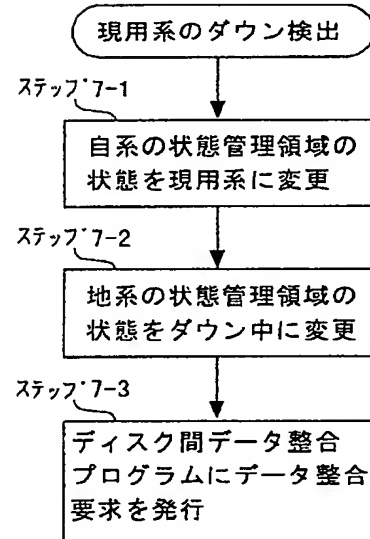 現用系のダウン検出
ステップ7-1
自系の状態管理領域の
状態を現用系に変更
ステップ7-2
地系の状態管理領域の
状態をダウン中に変更
ステップ7-3
ディスク間データ整合
プログラムにデータ整合
要求を発行